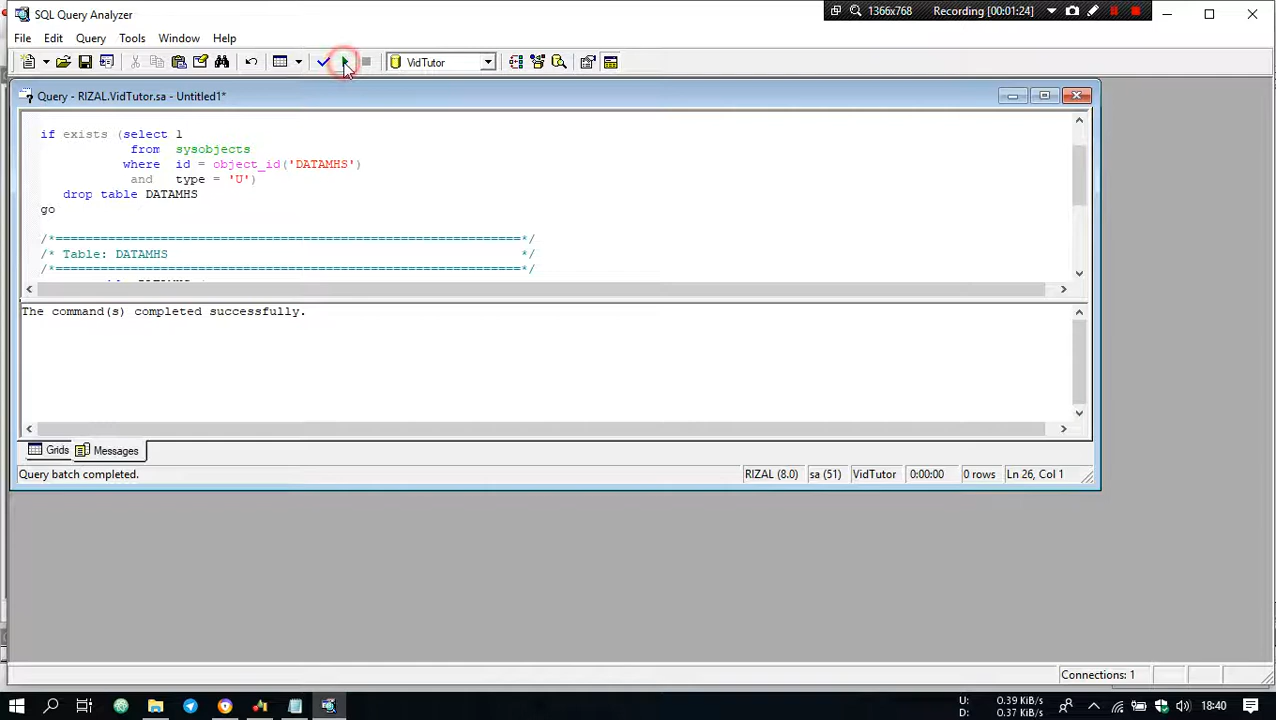 SQL Query Analyzer
1366x768
Recording [00:01:24]
File Edit Query Tools Window Help
VidTutor
Query - RIZAL.VidTutor.sa - Untitled1*
if exists (select 1
from sysobjects
where id = object_id('DATAMHS')
and type = 'U')
drop table DATAMHS
go
/*==============================================================*/
/* Table: DATAMHS */
/*==============================================================*/
The command(s) completed successfully.
Grids Messages
Query batch completed.
RIZAL (8.0) sa (51) VidTutor 0:00:00 0 rows Ln 26, Col 1
Connections: 1
U: 0.39 KiB/s
D: 0.37 KiB/s
18:40